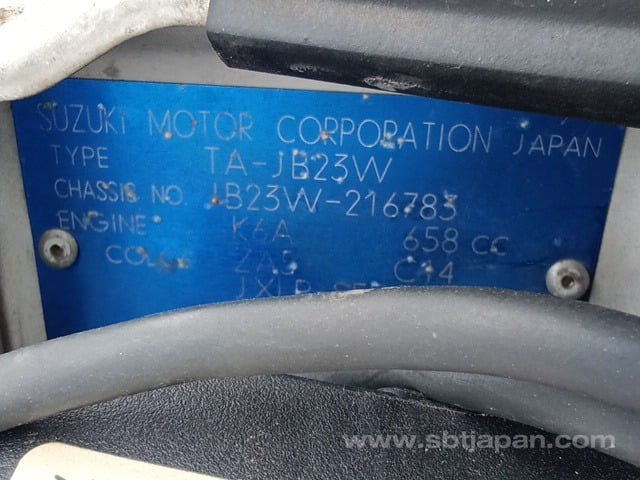 SUZUKI MOTOR CORPORATION JAPAN
TYPE TA-JB23W
CHASSIS NO. JB23W-216783
ENGINE K6A 658 CC
ZA5 C14
www.sbtjapan.com